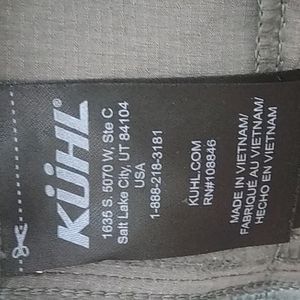 KÜHL
1635 S. 5070 W, Ste C
Salt Lake City, UT 84104
USA
1-888-218-3181
KUHL.COM
RN#108846
MADE IN VIETNAM/
FABRIQUÉ AU VIETNAM/
HECHO EN VIETNAM